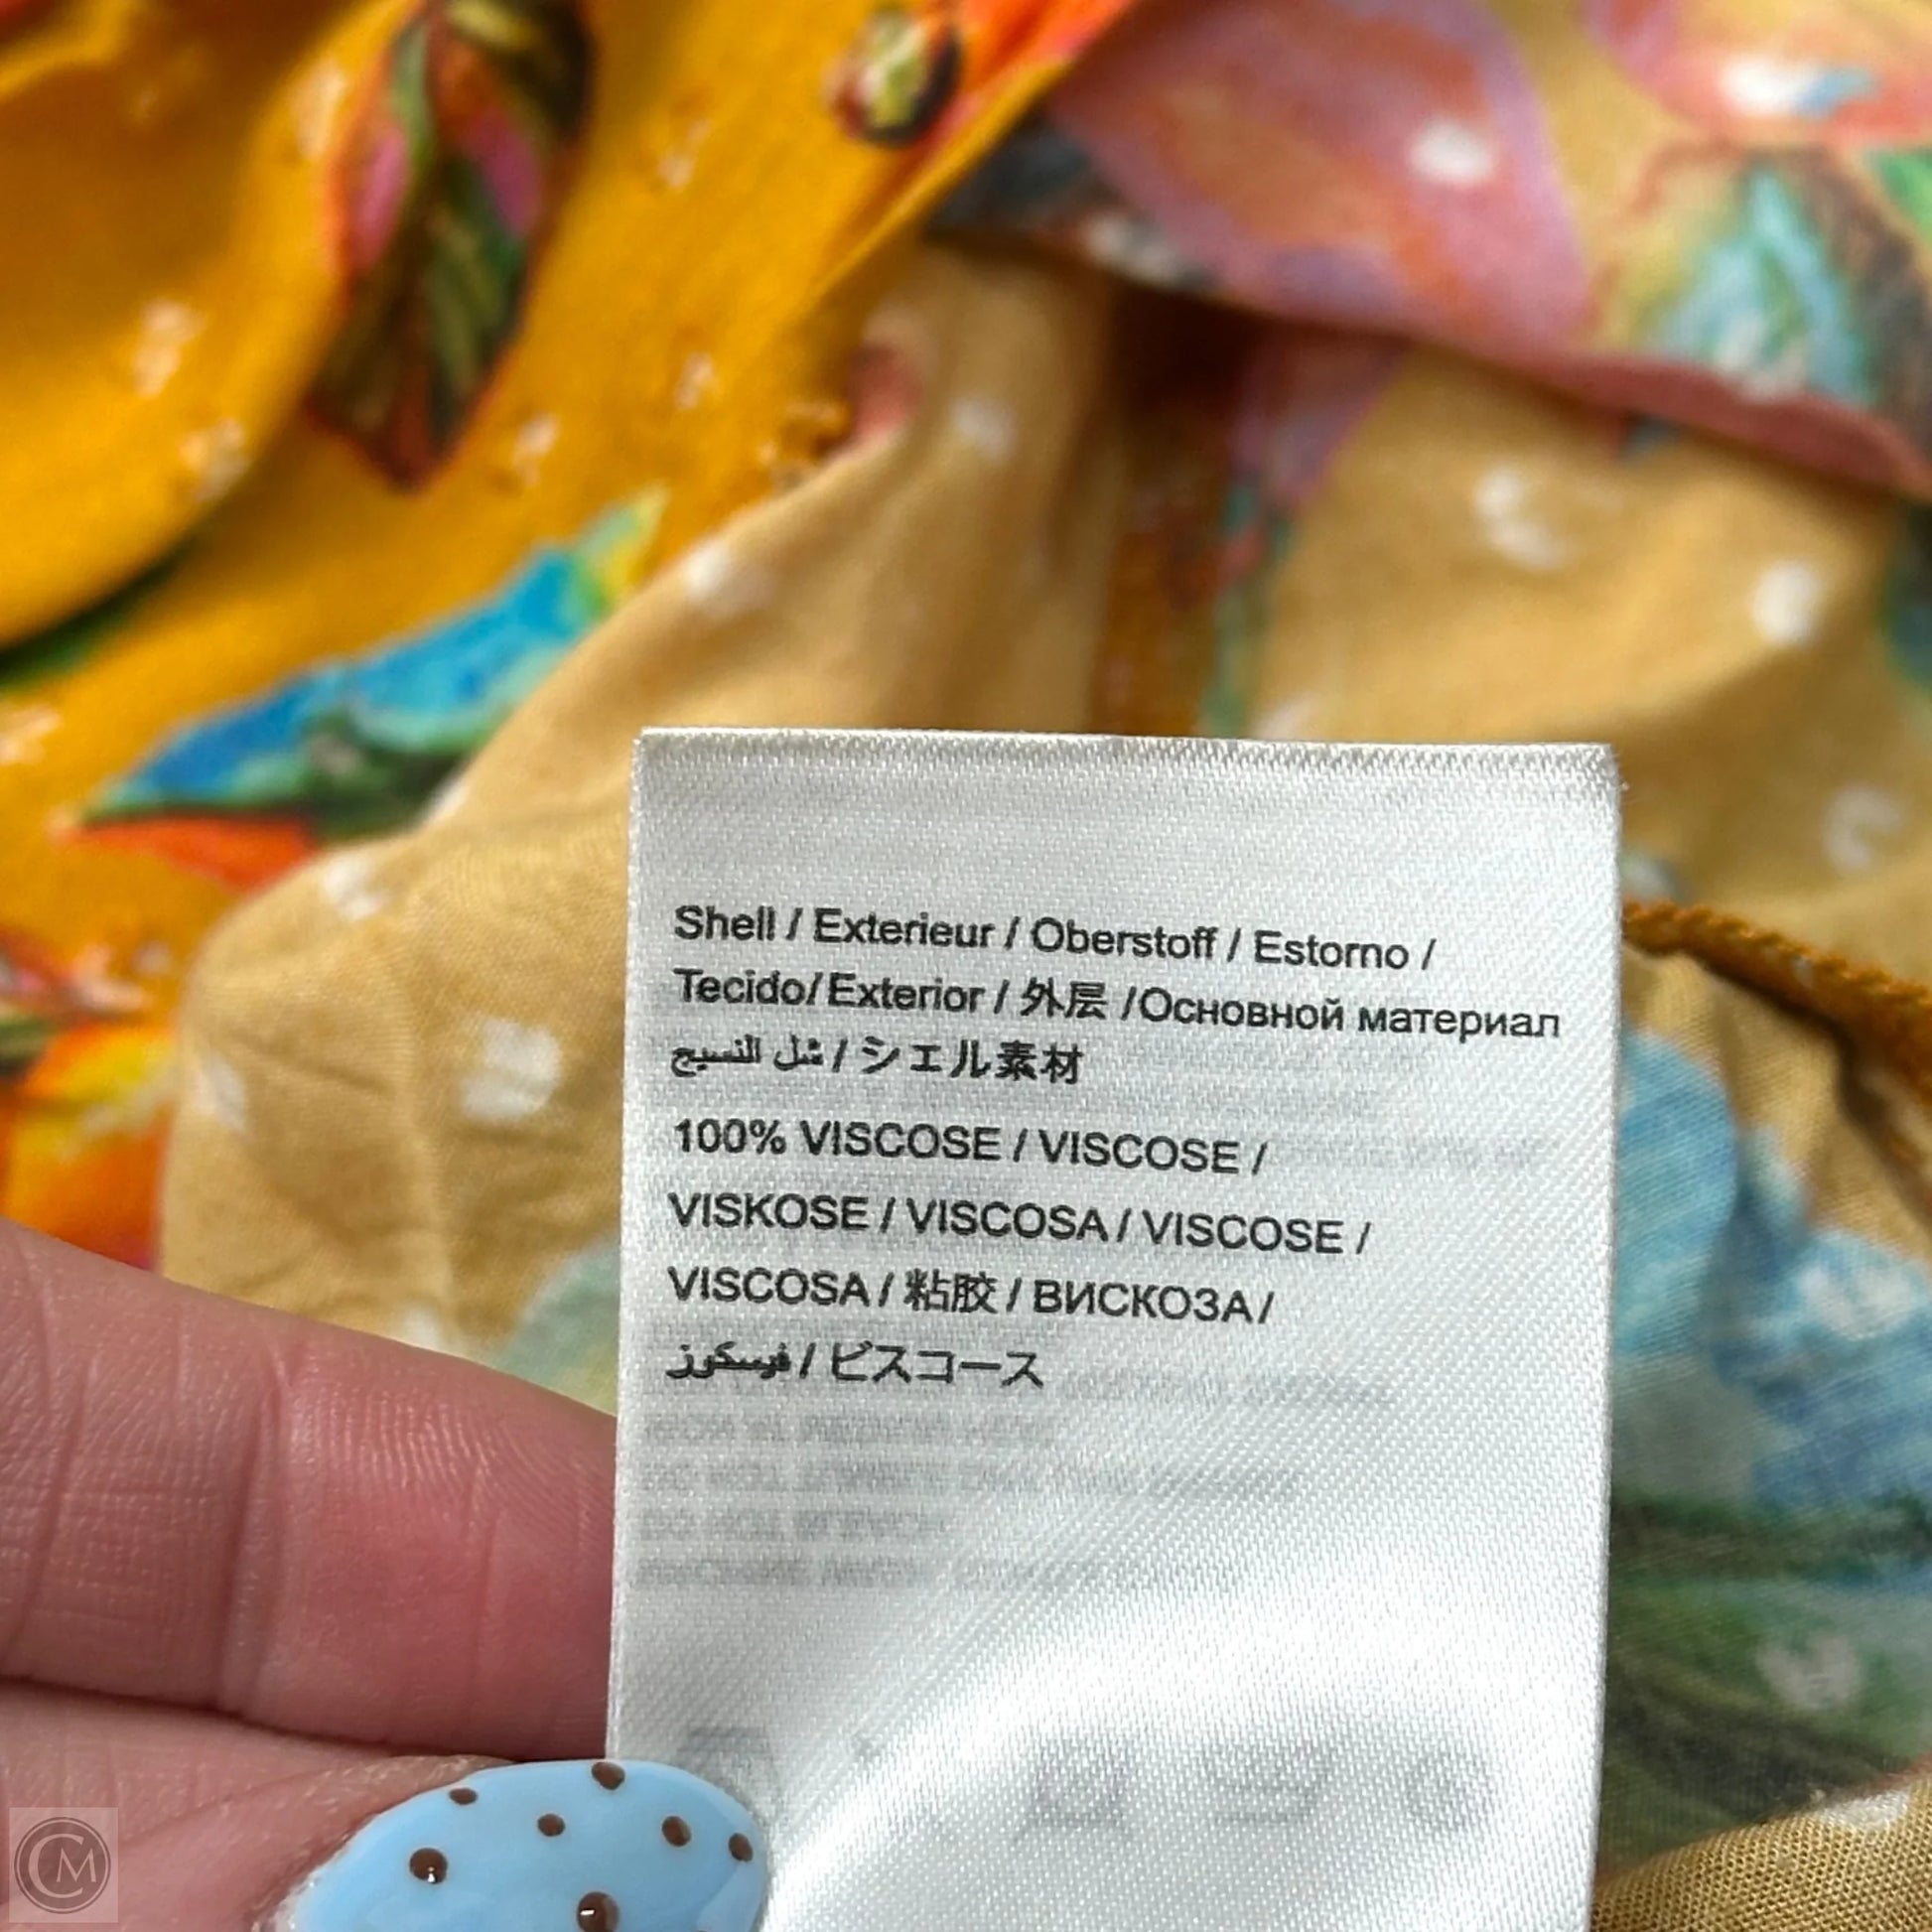 Shell / Exterieur / Oberstoff / Estorno /
Tecido/Exterior / 外层 /Основной материал
شل النسيج / シェル素材
100% VISCOSE / VISCOSE /
VISKOSE / VISCOSA / VISCOSE /
VISCOSA / 粘胶 / ВИСКОЗА /
فيسكوز / ビスコース
CM